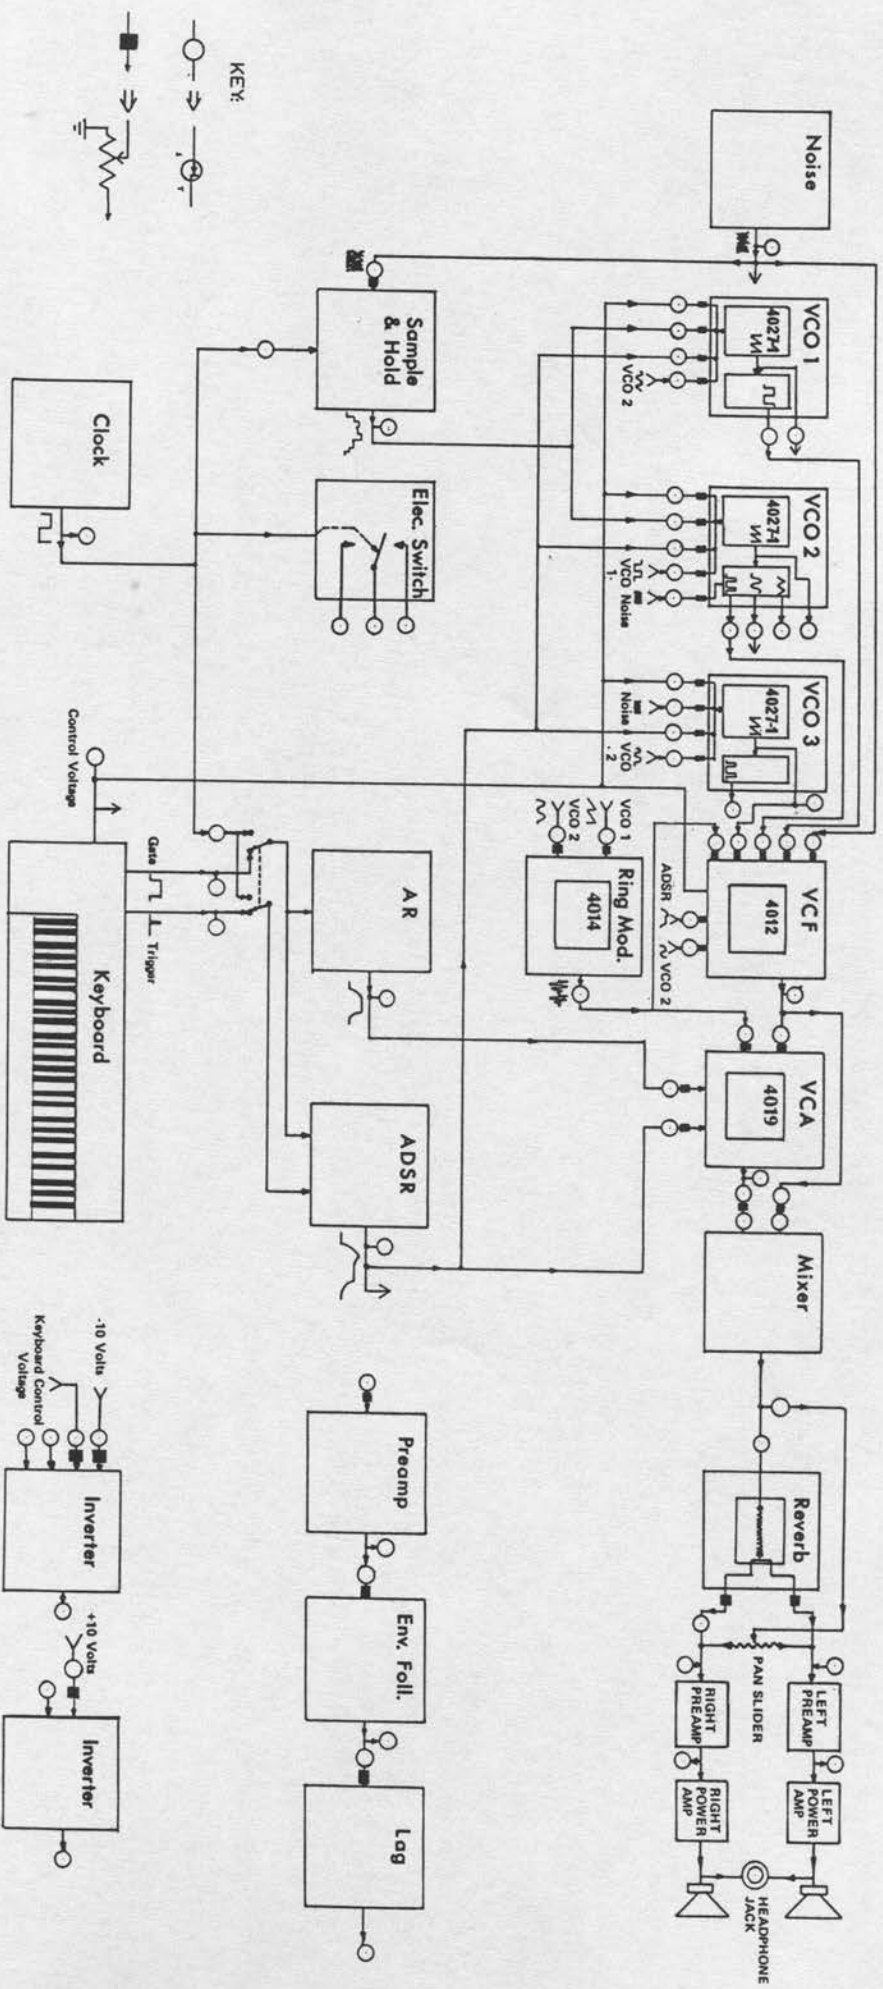 KEY:
Noise
VCO 1
4027-1
VCO 2
VCO 2
4027-1
VCO
1.
Noise
VCO 3
4027-1
Noise
VCO
.2
VCF
4012
ADSR
VCO 2
VCA
4019
Mixer
Reverb
PAN SLIDER
LEFT
PREAMP
LEFT
POWER
AMP
RIGHT
PREAMP
RIGHT
POWER
AMP
HEADPHONE
JACK
VCO 1
VCO 2
Ring Mod.
4014
Sample
& Hold
Elec. Switch
AR
ADSR
Preamp
Env. Foll.
Lag
Clock
Control Voltage
Gate
Trigger
Keyboard
-10 Volts
Keyboard Control
Voltage
Inverter
+10 Volts
Inverter